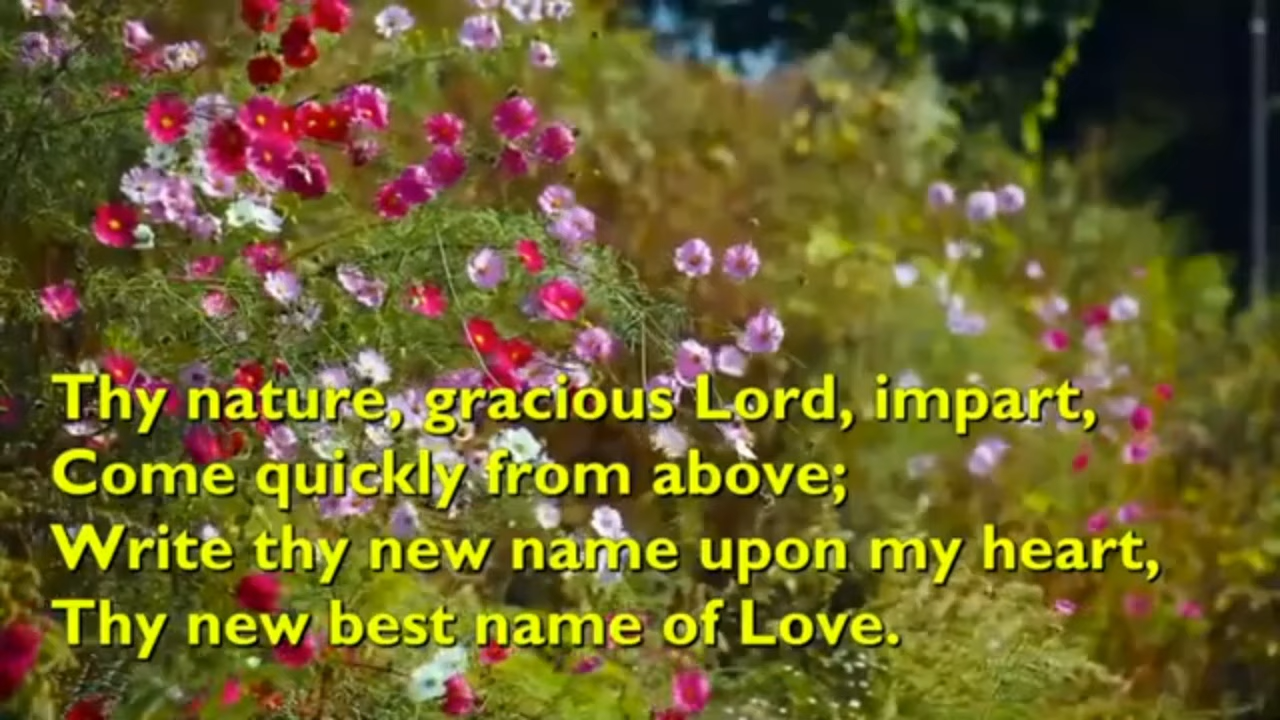 Thy nature, gracious Lord, impart,
Come quickly from above;
Write thy new name upon my heart,
Thy new best name of Love.